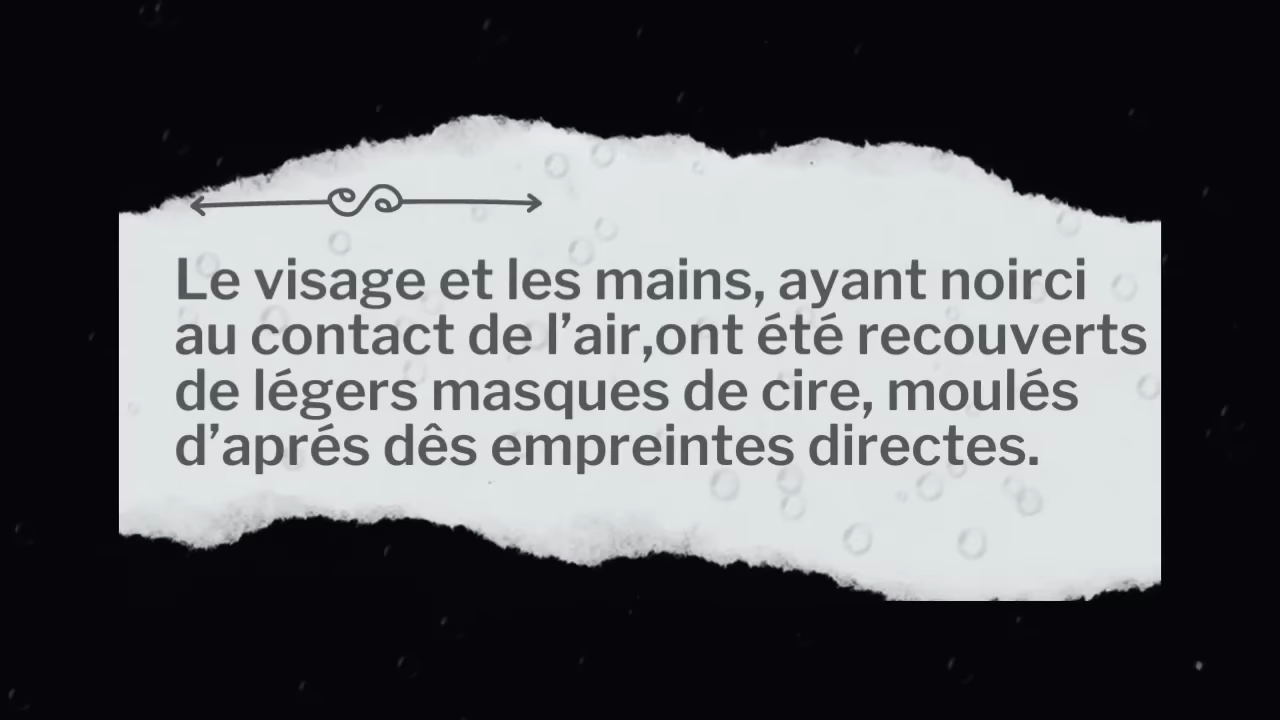 Le visage et les mains, ayant noirci
au contact de l’air,ont été recouverts
de légers masques de cire, moulés
d’aprés dês empreintes directes.